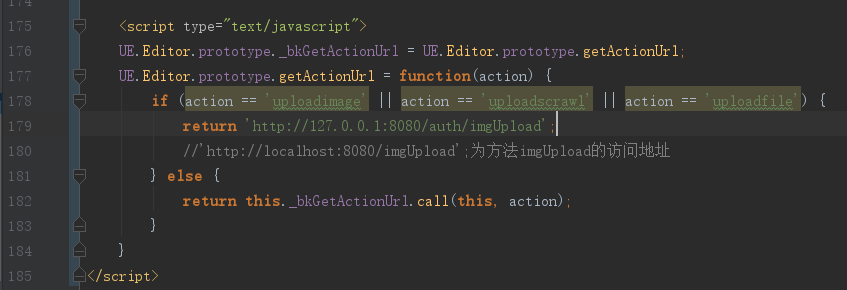 175 <script type="text/javascript">
176 UE.Editor.prototype._bkGetActionUrl = UE.Editor.prototype.getActionUrl;
177 UE.Editor.prototype.getActionUrl = function(action) {
178 if (action == 'uploadimage' || action == 'uploadscrawl' || action == 'uploadfile') {
179 return 'http://127.0.0.1:8080/auth/imgUpload';
180 //'http://localhost:8080/imgUpload';为方法imgUpload的访问地址
181 } else {
182 return this._bkGetActionUrl.call(this, action);
183 }
184 }
185 </script>